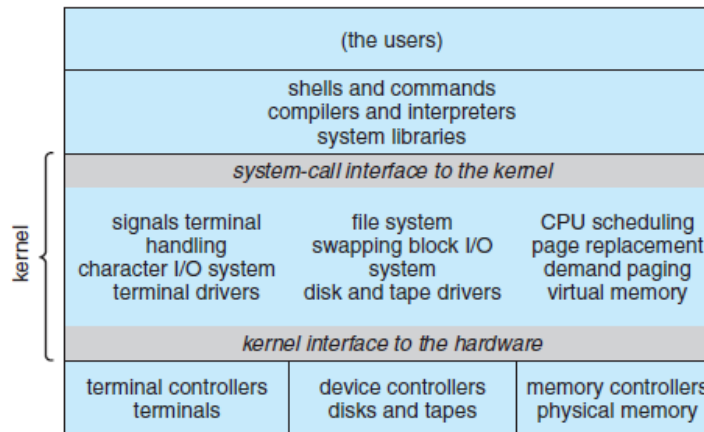 (the users)
shells and commands
compilers and interpreters
system libraries
system-call interface to the kernel
kernel
signals terminal
handling
character I/O system
terminal drivers
file system
swapping block I/O
system
disk and tape drivers
CPU scheduling
page replacement
demand paging
virtual memory
kernel interface to the hardware
terminal controllers
terminals
device controllers
disks and tapes
memory controllers
physical memory